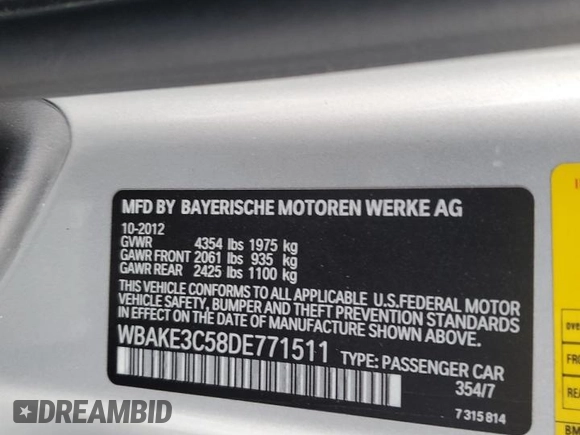 MFD BY BAYERISCHE MOTOREN WERKE AG
10-2012
GVWR 4354 lbs 1975 kg
GAWR FRONT 2061 lbs 935 kg
GAWR REAR 2425 lbs 1100 kg
THIS VEHICLE CONFORMS TO ALL APPLICABLE U.S.FEDERAL MOTOR
VEHICLE SAFETY, BUMPER AND THEFT PREVENTION STANDARDS
IN EFFECT ON THE DATE OF MANUFACTURE SHOWN ABOVE.
WBAKE3C58DE771511 TYPE: PASSENGER CAR
354/7
7 315 814
FRO
REA
BM
DREAMBID